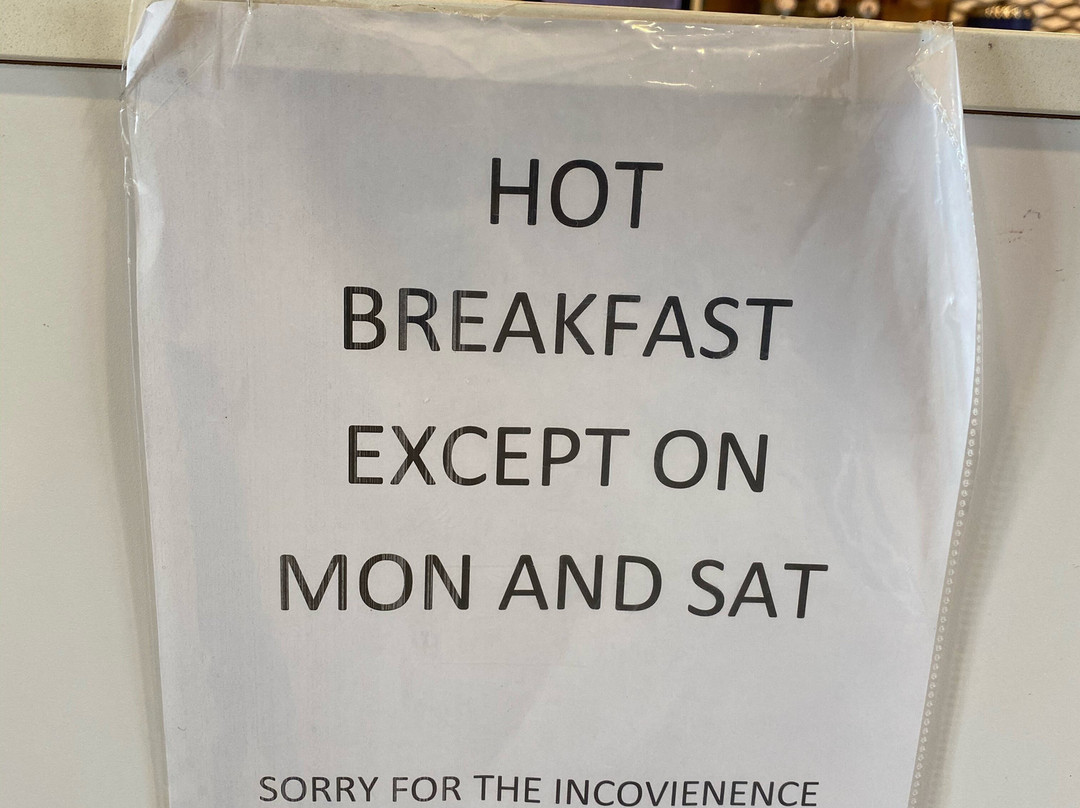 HOT
BREAKFAST
EXCEPT ON
MON AND SAT
SORRY FOR THE INCOVIENENCE